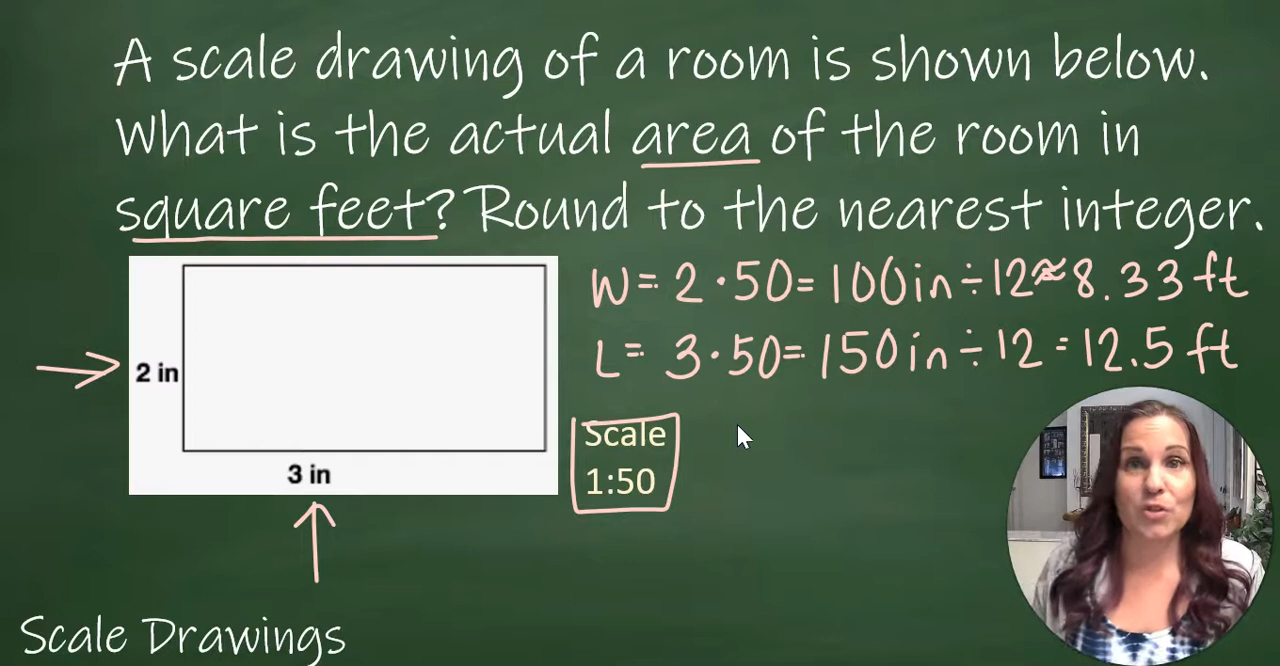 A scale drawing of a room is shown below.
What is the actual area of the room in
square feet? Round to the nearest integer.
W = 2 · 50 = 100 in ÷ 12 ≈ 8.33 ft
L = 3 · 50 = 150 in ÷ 12 = 12.5 ft
2 in
3 in
Scale
1:50
Scale Drawings